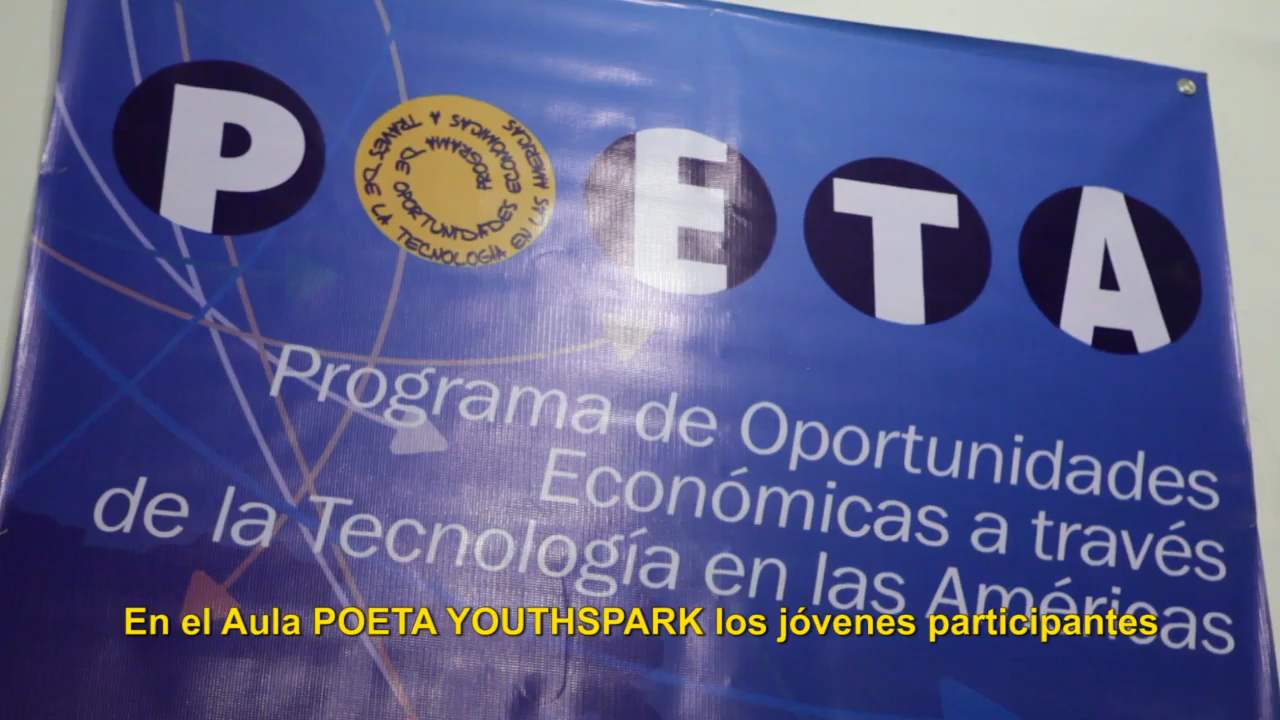 POETA
PROGRAMA DE OPORTUNIDADES ECONÓMICAS A TRAVÉS DE LA TECNOLOGÍA EN LAS AMÉRICAS
Programa de Oportunidades
Económicas a través
de la Tecnología en las Américas
En el Aula POETA YOUTHSPARK los jóvenes participantes